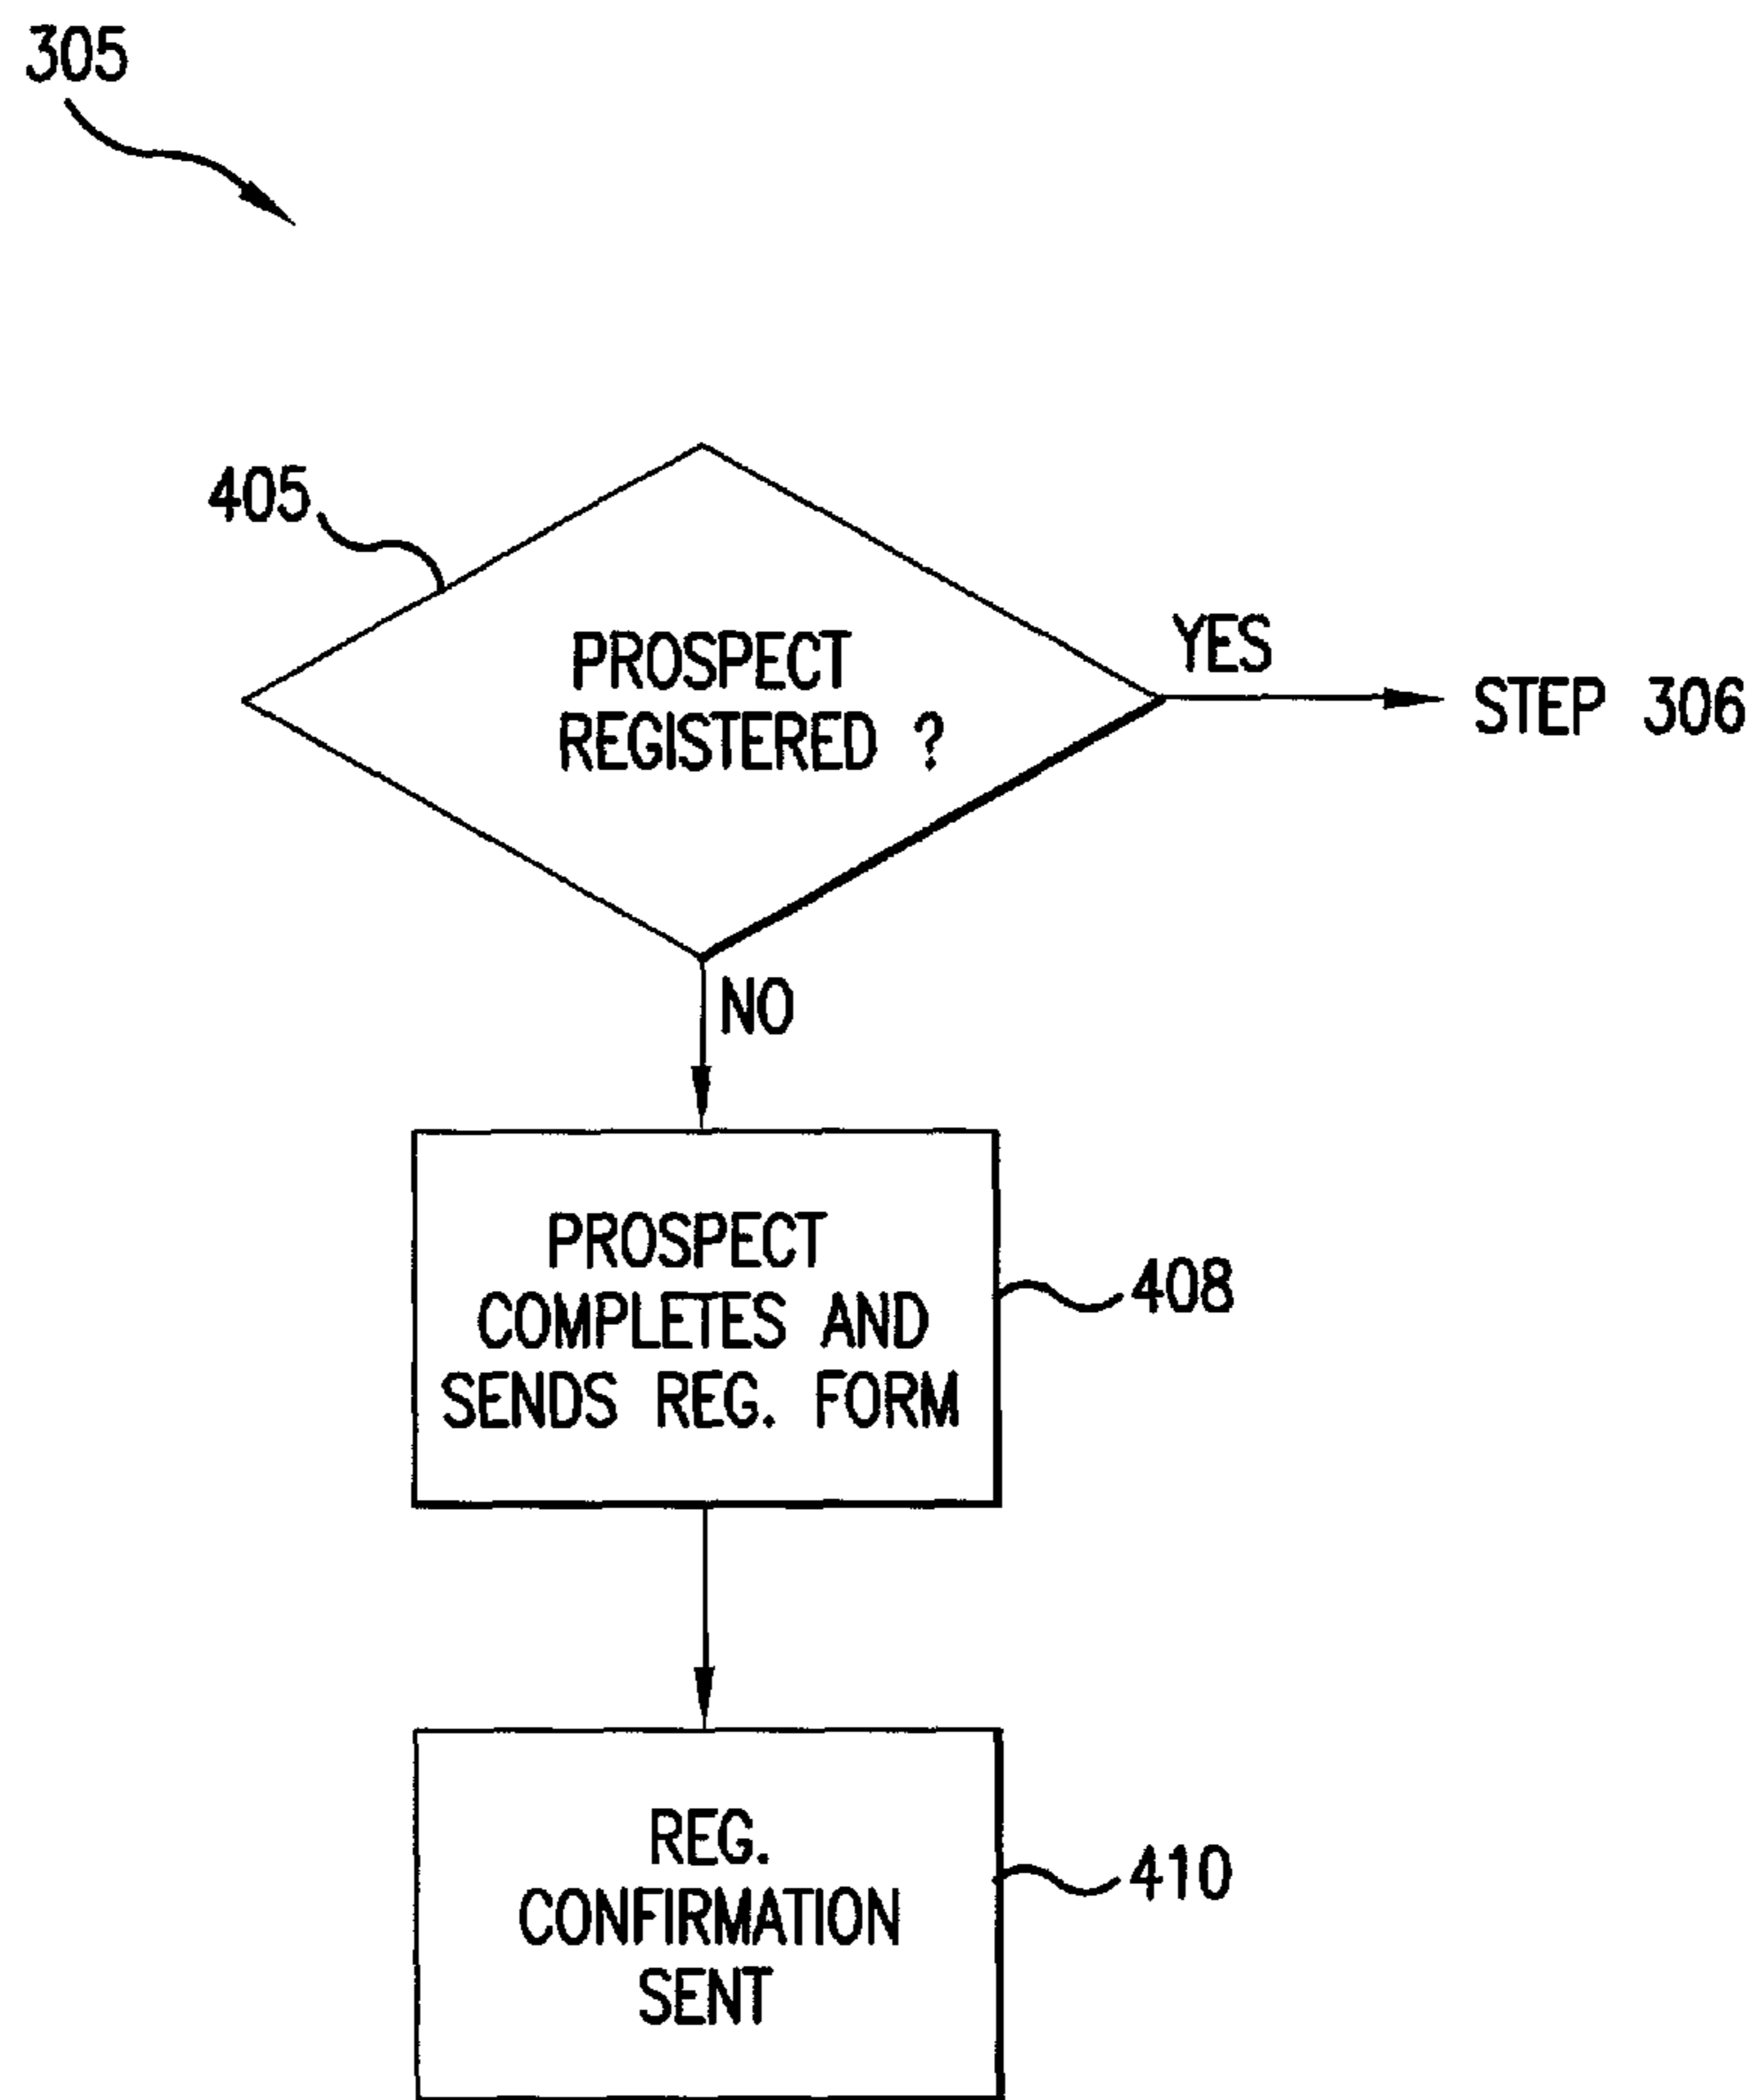 305
405
PROSPECT
REGISTERED ?
YES
STEP 306
NO
PROSPECT
COMPLETES AND
SENDS REG. FORM
408
REG.
CONFIRMATION
SENT
410